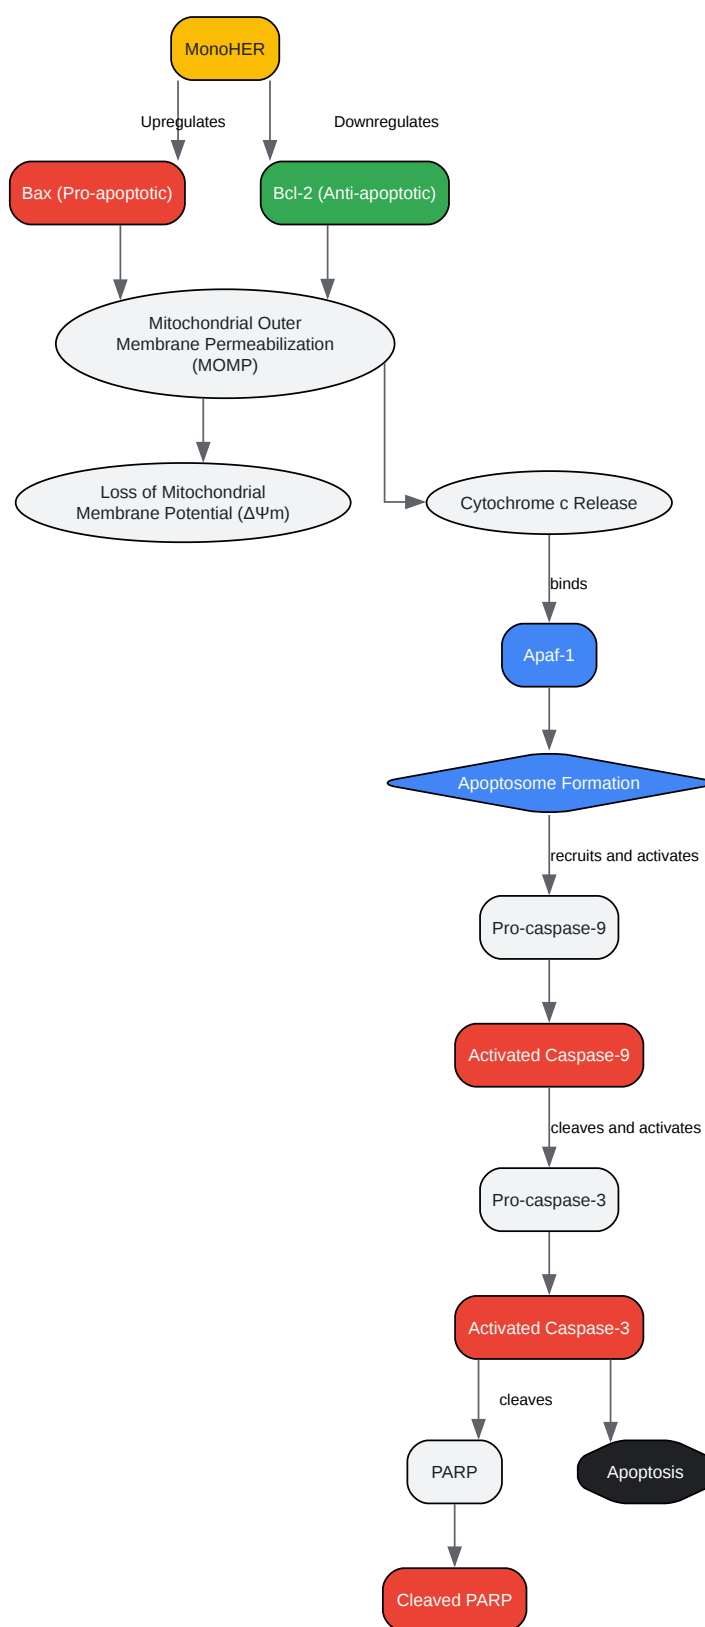 MonoHER
Upregulates
Downregulates
Bax (Pro-apoptotic)
Bcl-2 (Anti-apoptotic)
Mitochondrial Outer
Membrane Permeabilization
(MOMP)
Loss of Mitochondrial
Membrane Potential (ΔΨm)
Cytochrome c Release
binds
Apaf-1
Apoptosome Formation
recruits and activates
Pro-caspase-9
Activated Caspase-9
cleaves and activates
Pro-caspase-3
Activated Caspase-3
cleaves
PARP
Apoptosis
Cleaved PARP